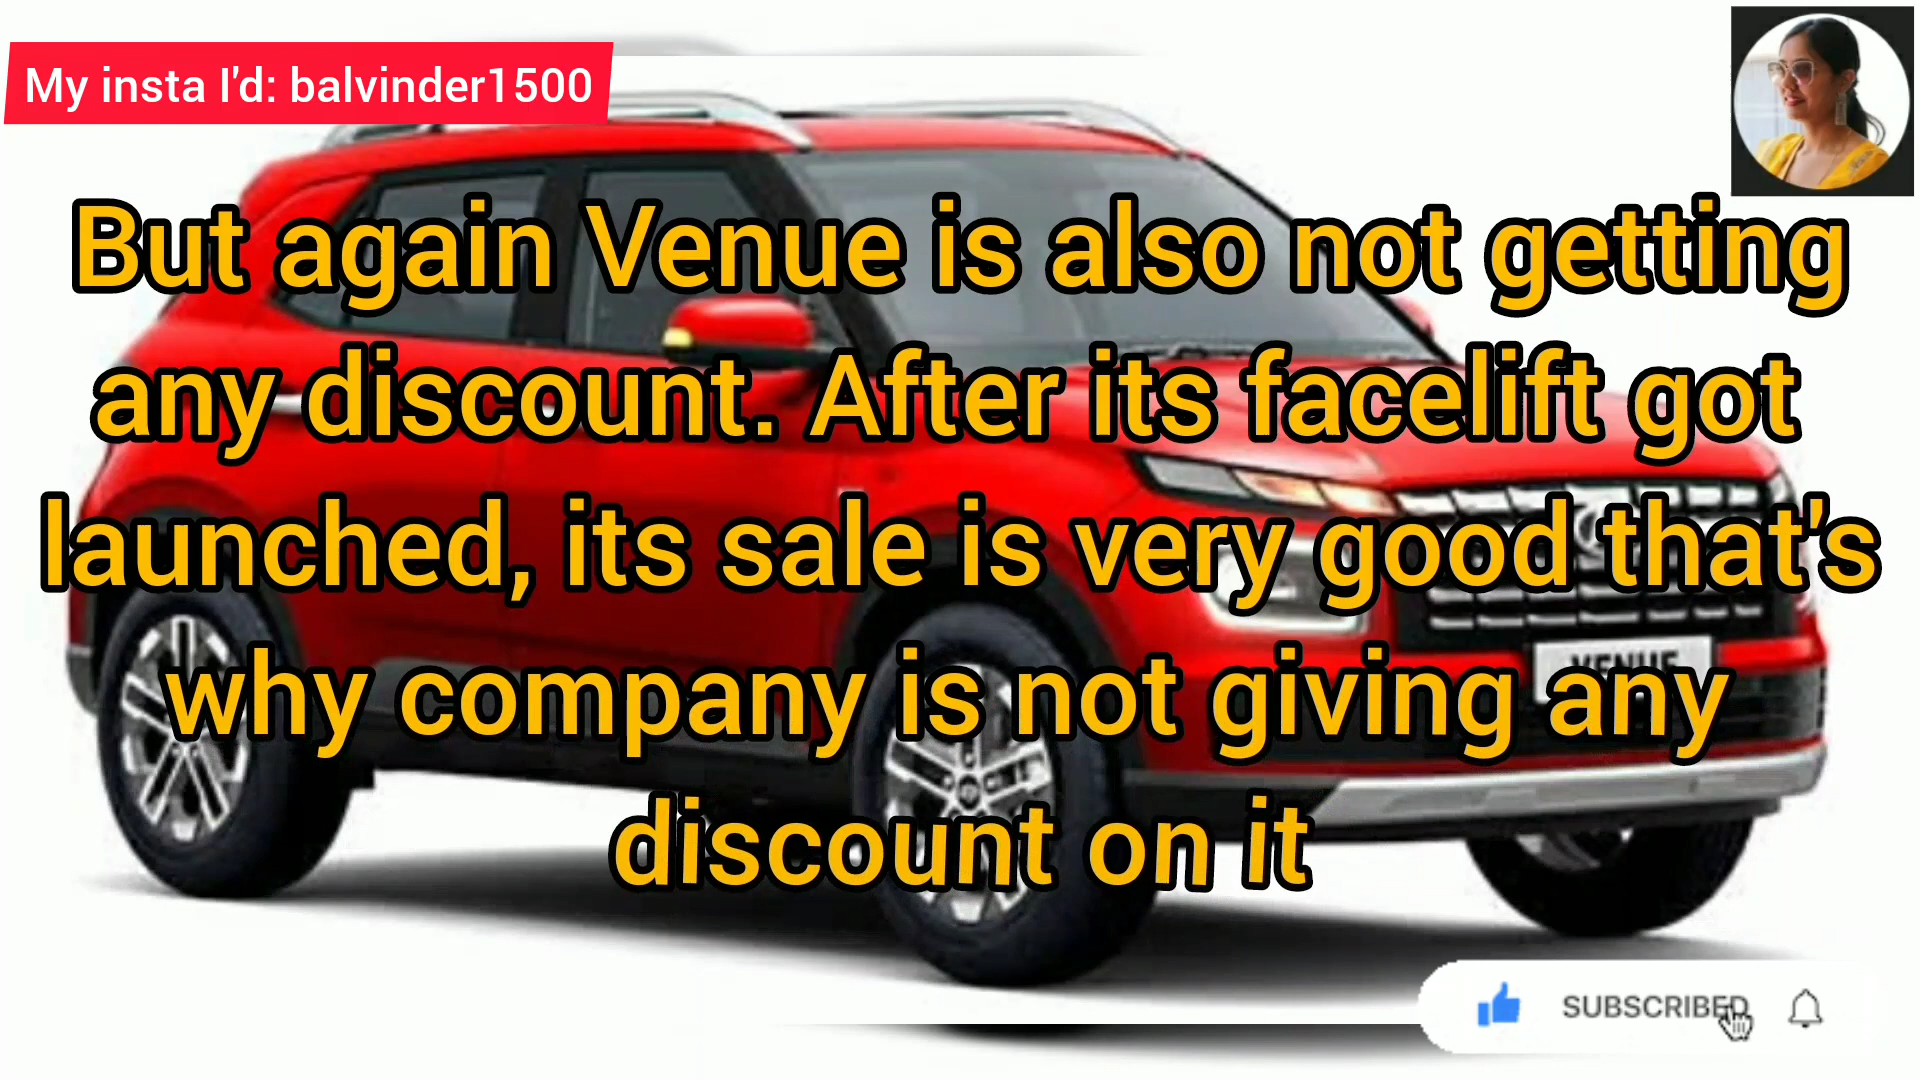 My insta I'd: balvinder1500
But again Venue is also not getting
any discount. After its facelift got
launched, its sale is very good that's
VENUE
why company is not giving any
discount on it
SUBSCRIBED